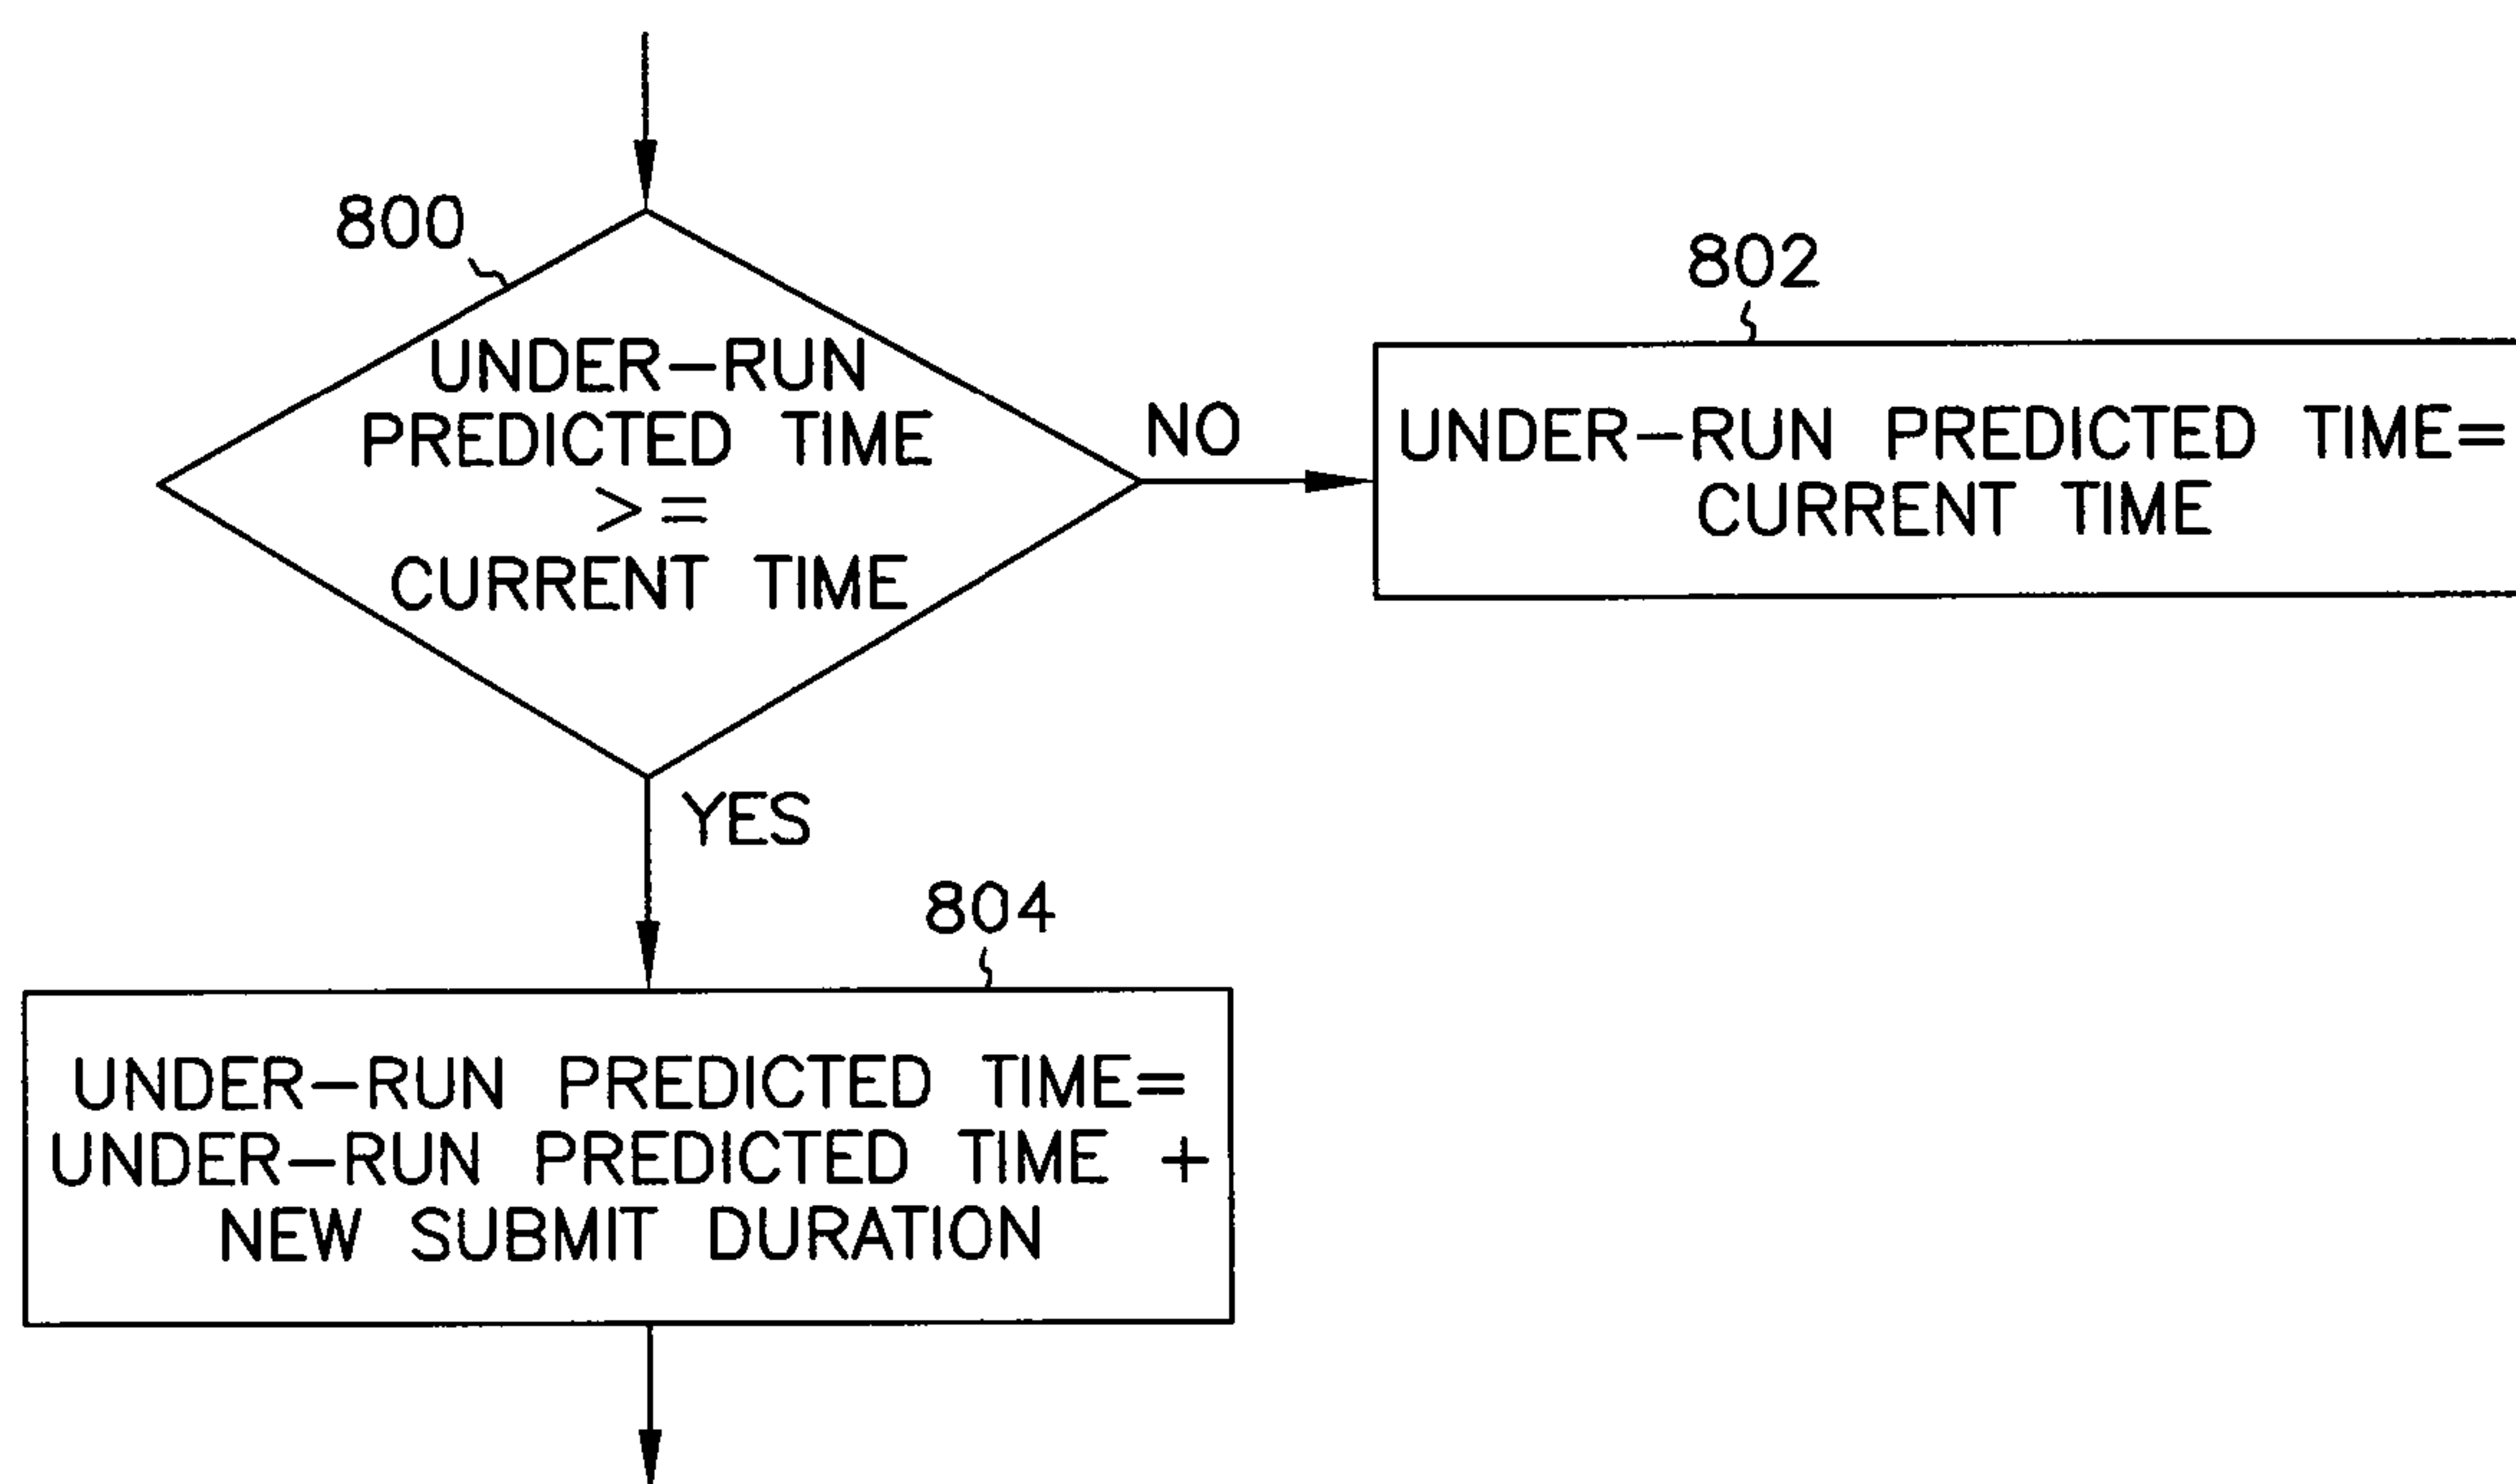 800
UNDER-RUN
PREDICTED TIME
>=
CURRENT TIME
NO
802
UNDER-RUN PREDICTED TIME=
CURRENT TIME
YES
804
UNDER-RUN PREDICTED TIME=
UNDER-RUN PREDICTED TIME +
NEW SUBMIT DURATION